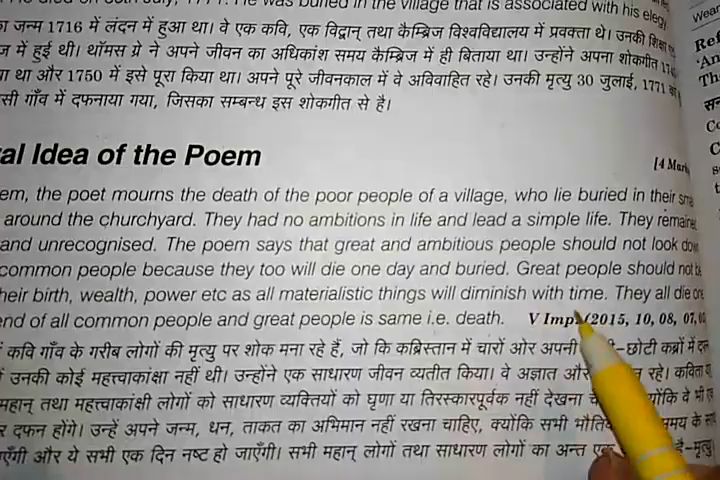 was buried in the village that is associated with his elegy
का जन्म 1716 में लंदन में हुआ था। वे एक कवि, एक विद्वान् तथा कैम्ब्रिज विश्वविद्यालय में प्रवक्ता थे। उनकी शिक्षा
में हुई थी। थॉमस ग्रे ने अपने जीवन का अधिकांश समय कैम्ब्रिज में ही बिताया था। उन्होंने अपना शोकगीत
था और 1750 में इसे पूरा किया था। अपने पूरे जीवनकाल में वे अविवाहित रहे। उनकी मृत्यु 30 जुलाई, 1771
सी गाँव में दफनाया गया, जिसका सम्बन्ध इस शोकगीत से है।
al Idea of the Poem
[4 Mark
em, the poet mourns the death of the poor people of a village, who lie buried in their
around the churchyard. They had no ambitions in life and lead a simple life. They remained
and unrecognised. The poem says that great and ambitious people should not look
common people because they too will die one day and buried. Great people should not
heir birth, wealth, power etc as all materialistic things will diminish with time. They all die
end of all common people and great people is same i.e. death. V Imp. (2015, 10, 08, 07,
कवि गाँव के गरीब लोगों की मृत्यु पर शोक मना रहे हैं, जो कि कब्रिस्तान में चारों ओर अपनी -छोटी कब्रों में
उनकी कोई महत्त्वाकांक्षा नहीं थी। उन्होंने एक साधारण जीवन व्यतीत किया। वे अज्ञात और रहे। कविता
महान् तथा महत्त्वाकांक्षी लोगों को साधारण व्यक्तियों को घृणा या तिरस्कारपूर्वक नहीं देखना वे भी
दफन होंगे। उन्हें अपने जन्म, धन, ताकत का अभिमान नहीं रखना चाहिए, क्योंकि सभी समय के
एँगी और ये सभी एक दिन नष्ट हो जाएँगी। सभी महान् लोगों तथा साधारण लोगों का अन्त है-मृत्यु